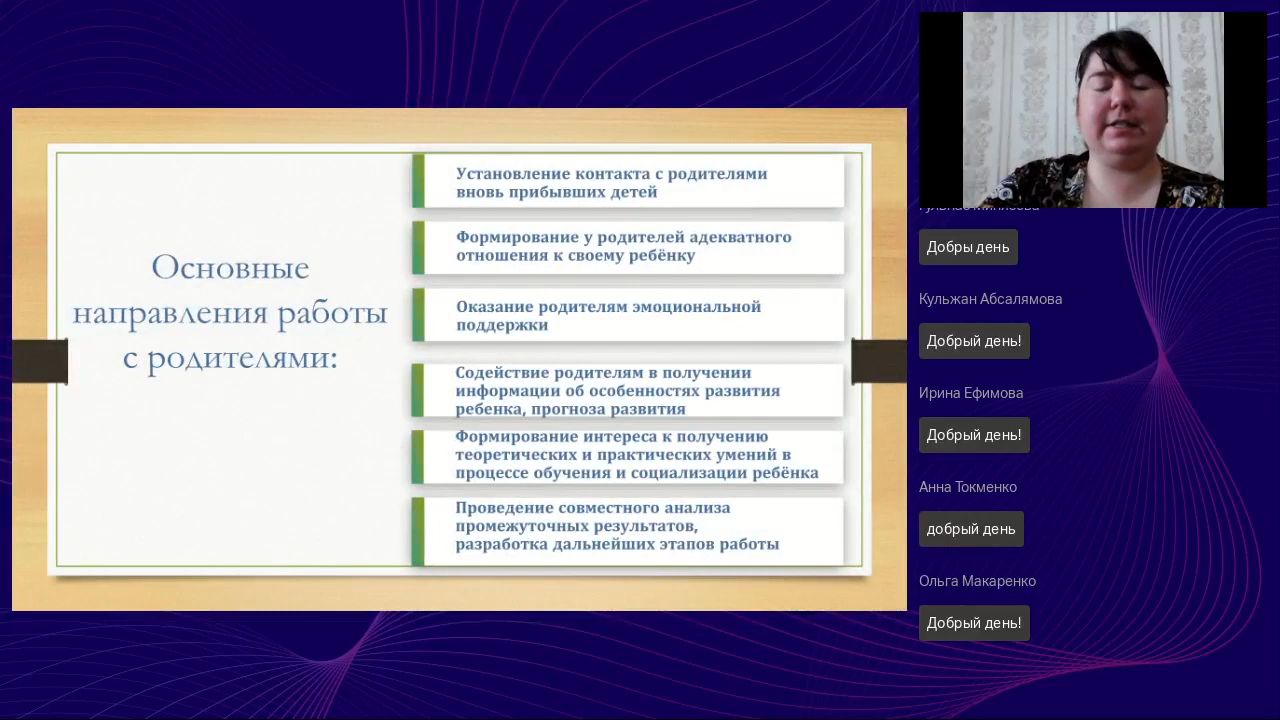 Основные
направления работы
с родителями:
Установление контакта с родителями
вновь прибывших детей
Формирование у родителей адекватного
отношения к своему ребёнку
Оказание родителям эмоциональной
поддержки
Содействие родителям в получении
информации об особенностях развития
ребенка, прогноза развития
Формирование интереса к получению
теоретических и практических умений в
процессе обучения и социализации ребёнка
Проведение совместного анализа
промежуточных результатов,
разработка дальнейших этапов работы
Добры день
Кульжан Абсалямова
Добрый день!
Ирина Ефимова
Добрый день!
Анна Токменко
добрый день
Ольга Макаренко
Добрый день!